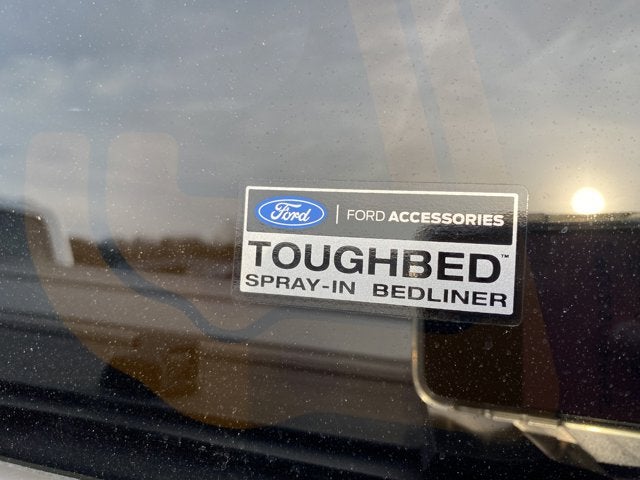 Ford | FORD ACCESSORIES
TOUGHBED™
SPRAY-IN BEDLINER